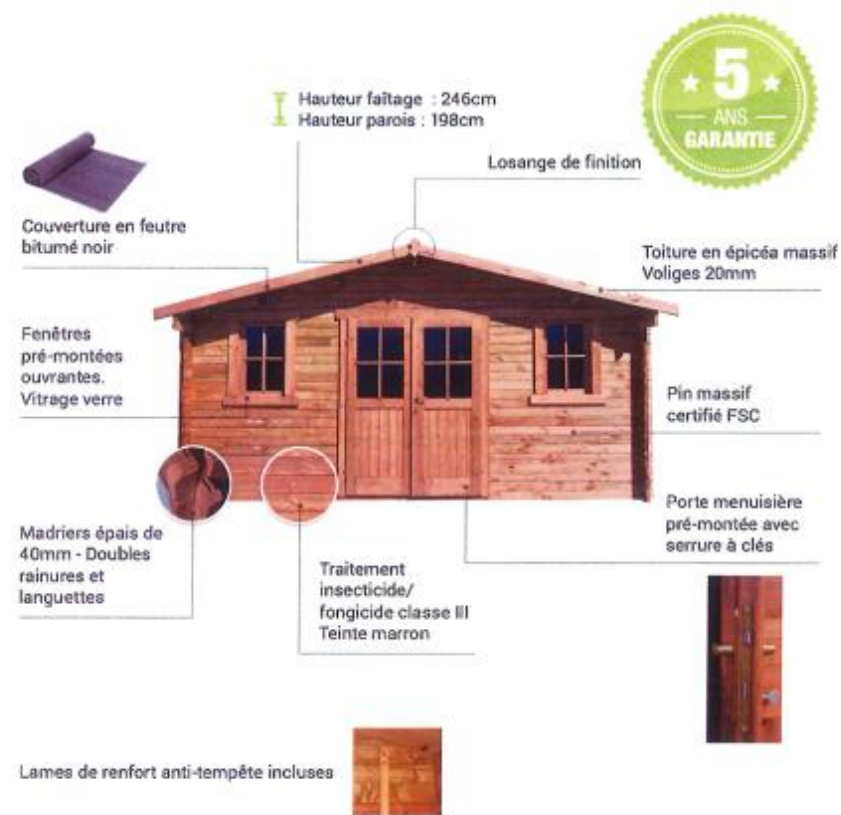 5
ANS
GARANTIE
Hauteur faîtage : 246cm
Hauteur parois : 198cm
Losange de finition
Couverture en feutre
bitumé noir
Toiture en épicéa massif
Voliges 20mm
Fenêtres
pré-montées
ouvrantes.
Vitrage verre
Pin massif
certifié FSC
Madriers épais de
40mm - Doubles
rainures et
languettes
Traitement
insecticide/
fongicide classe III
Teinte marron
Porte menuisière
pré-montée avec
serrure à clés
Lames de renfort anti-tempête incluses